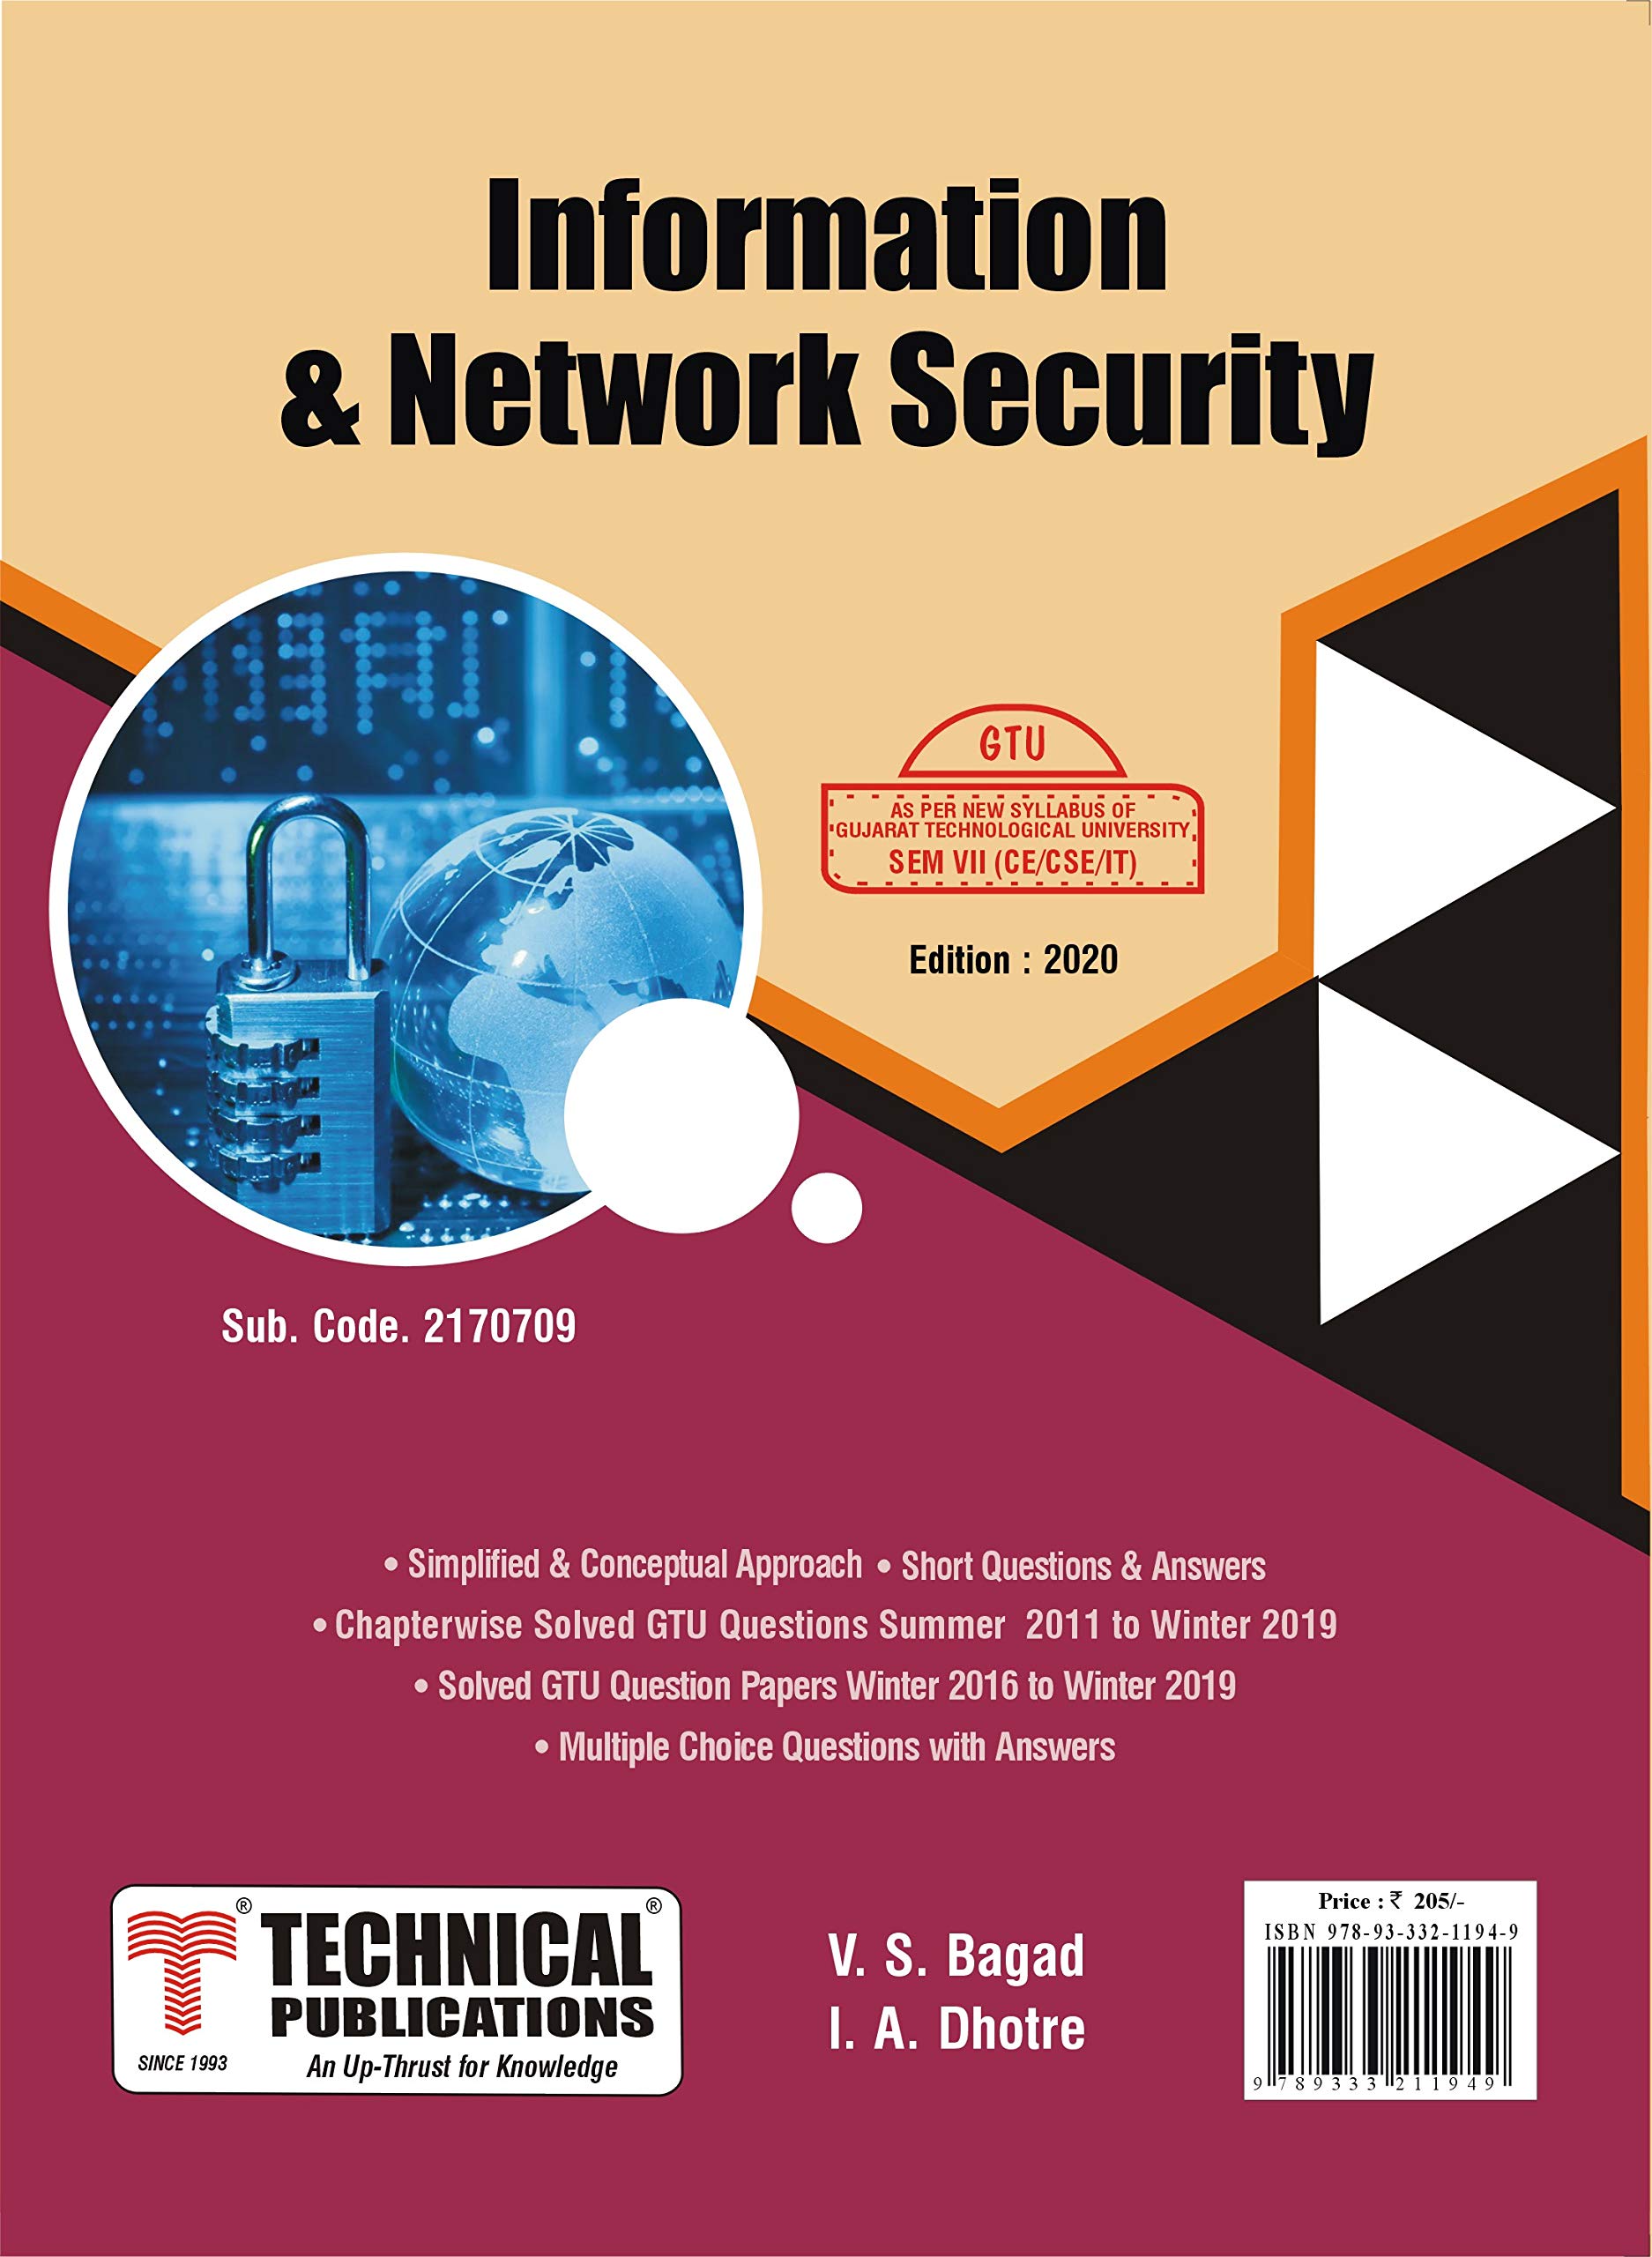 Information
& Network Security
GTU
AS PER NEW SYLLABUS OF
GUJARAT TECHNOLOGICAL UNIVERSITY
SEM VII (CE/CSE/IT)
Edition : 2020
Sub. Code. 2170709
• Simplified & Conceptual Approach • Short Questions & Answers
• Chapterwise Solved GTU Questions Summer 2011 to Winter 2019
• Solved GTU Question Papers Winter 2016 to Winter 2019
• Multiple Choice Questions with Answers
® ®
TECHNICAL
PUBLICATIONS
SINCE 1993
An Up-Thrust for Knowledge
V. S. Bagad
I. A. Dhotre
Price : ₹ 205/-
ISBN 978-93-332-1194-9
9 789333 211949